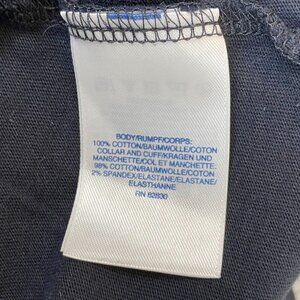 BODY/RUMPF/CORPS:
100% COTTON/BAUMWOLLE/COTON
COLLAR AND CUFF/KRAGEN UND
MANSCHETTE/COL ET MANCHETTE:
98% COTTON/BAUMWOLLE/COTON
2% SPANDEX/ELASTANE/ELASTANE/
ELASTHANNE
RN 62830